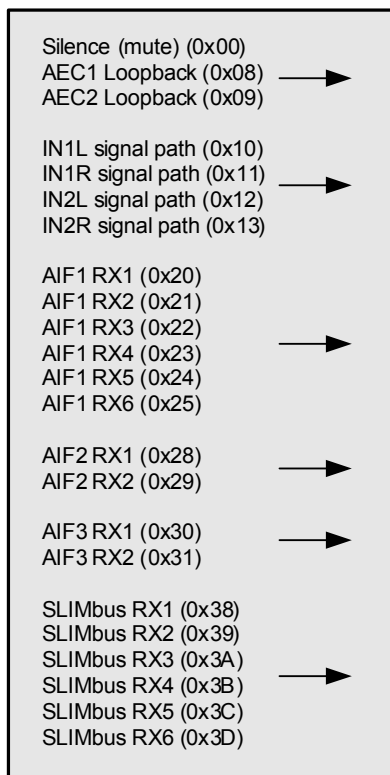 Silence (mute) (0x00)
AEC1 Loopback (0x08)
AEC2 Loopback (0x09)
IN1L signal path (0x10)
IN1R signal path (0x11)
IN2L signal path (0x12)
IN2R signal path (0x13)
AIF1 RX1 (0x20)
AIF1 RX2 (0x21)
AIF1 RX3 (0x22)
AIF1 RX4 (0x23)
AIF1 RX5 (0x24)
AIF1 RX6 (0x25)
AIF2 RX1 (0x28)
AIF2 RX2 (0x29)
AIF3 RX1 (0x30)
AIF3 RX2 (0x31)
SLIMbus RX1 (0x38)
SLIMbus RX2 (0x39)
SLIMbus RX3 (0x3A)
SLIMbus RX4 (0x3B)
SLIMbus RX5 (0x3C)
SLIMbus RX6 (0x3D)